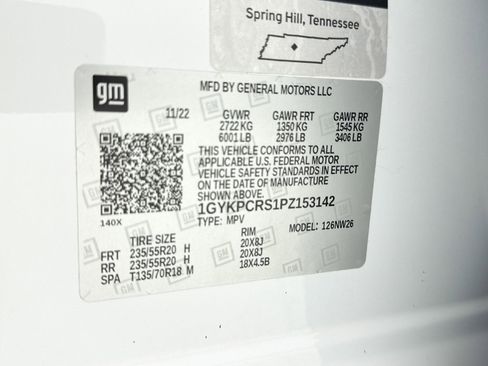 Spring Hill, Tennessee
gm
MFD BY GENERAL MOTORS LLC
11/22 GVWR GAWR FRT GAWR RR
2722 KG 1350 KG 1545 KG
6001 LB 2976 LB 3406 LB
THIS VEHICLE CONFORMS TO ALL
APPLICABLE U.S. FEDERAL MOTOR
VEHICLE SAFETY STANDARDS IN EFFECT
ON THE DATE OF MANUFACTURE SHOWN
ABOVE.
1GYKPCRS1PZ153142
140X TYPE: MPV MODEL: 126NW26
TIRE SIZE RIM
FRT 235/55R20 H 20X8J
RR 235/55R20 H 20X8J
SPA T135/70R18 M 18X4.5B